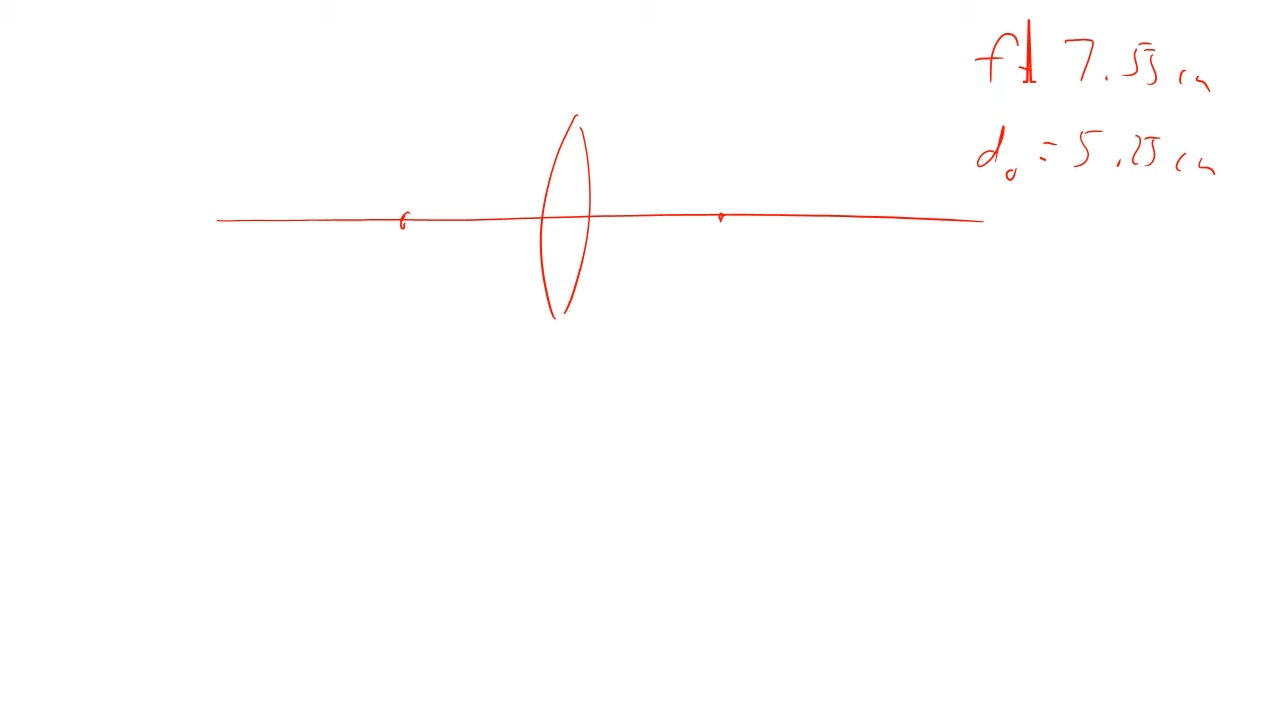 f = 7.55 cm
d₀ = 5.25 cm